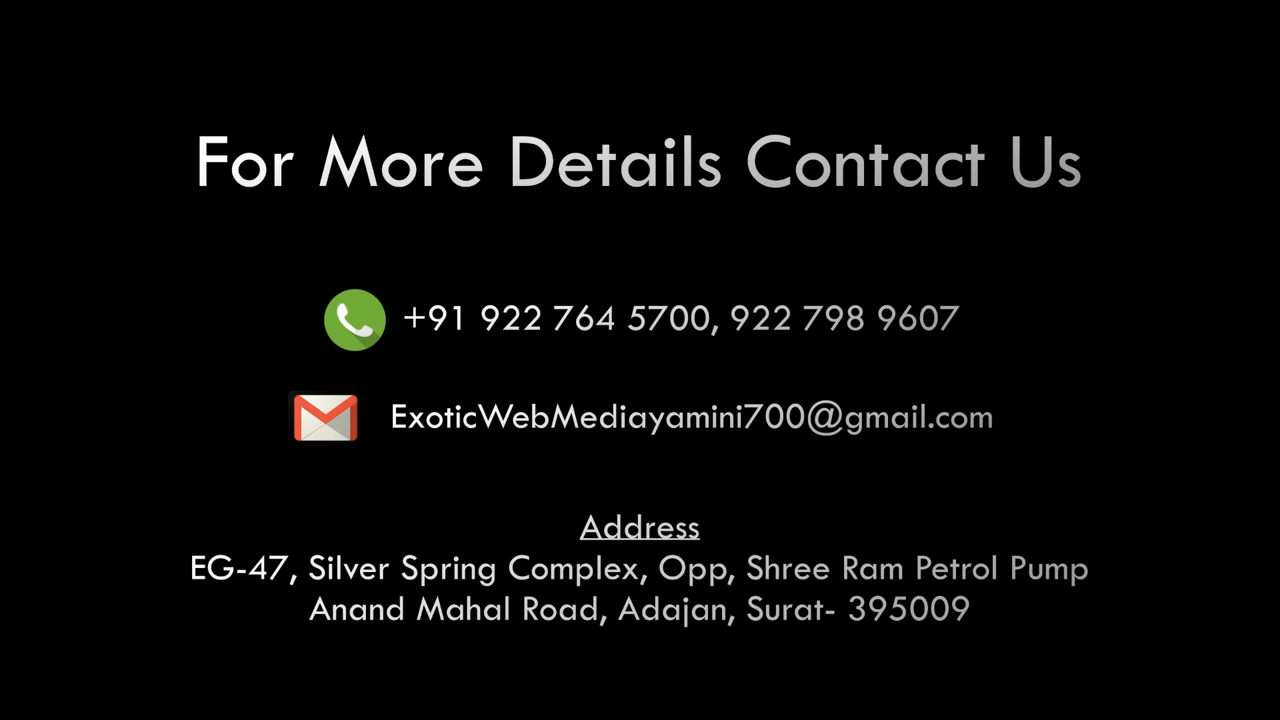 For More Details Contact Us
+91 922 764 5700, 922 798 9607
ExoticWebMediayamini700@gmail.com
Address
EG-47, Silver Spring Complex, Opp, Shree Ram Petrol Pump
Anand Mahal Road, Adajan, Surat- 395009